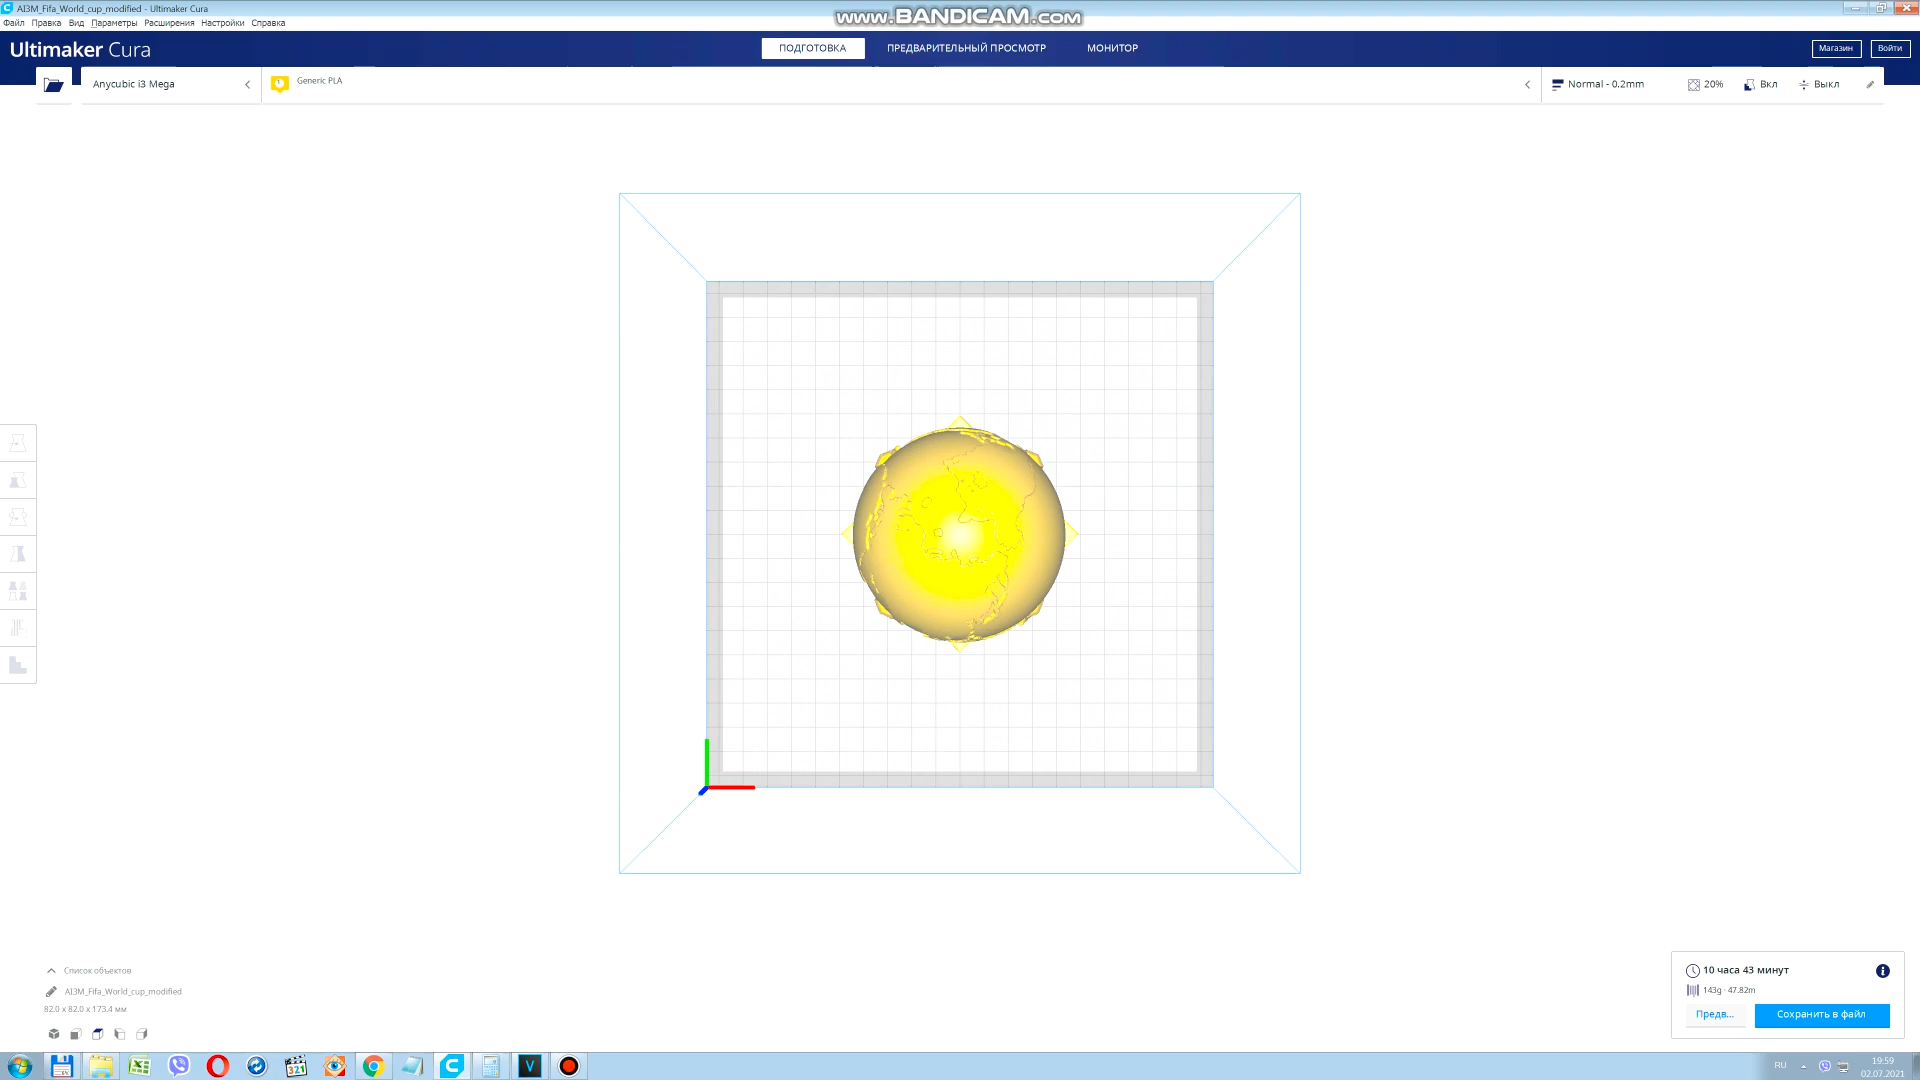 AI3M_Fifa_World_cup_modified - Ultimaker Cura
www.BANDICAM.com
Файл Правка Вид Параметры Расширения Настройки Справка
Ultimaker Cura
ПОДГОТОВКА
ПРЕДВАРИТЕЛЬНЫЙ ПРОСМОТР
МОНИТОР
Магазин
Войти
Anycubic i3 Mega
1
Generic PLA
Normal - 0.2mm
20%
Вкл
Выкл
Список объектов
AI3M_Fifa_World_cup_modified
82.0 x 82.0 x 173.4 мм
10 часа 43 минут
143g · 47.82m
Предв...
Сохранить в файл
321
RU
19:59
02.07.2021